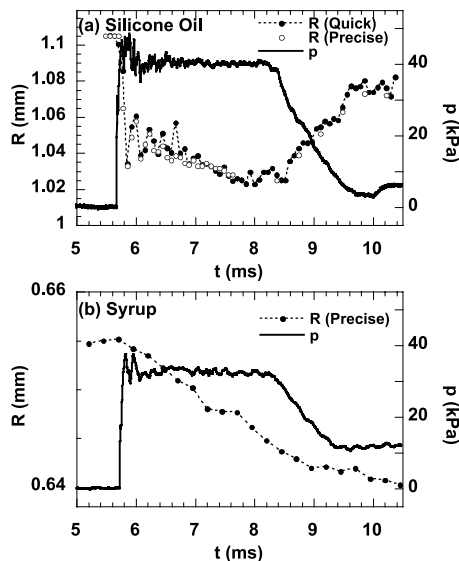 (a) Silicone Oil
R (Quick)
R (Precise)
p
1.1
1.08
1.06
1.04
1.02
1
R (mm)
60
40
20
0
p (kPa)
5 6 7 8 9 10
t (ms)
(b) Syrup
R (Precise)
p
0.66
0.64
R (mm)
60
40
20
0
p (kPa)
5 6 7 8 9 10
t (ms)